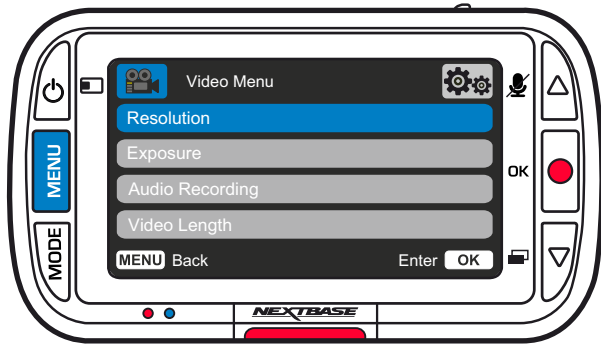 Video Menu
Resolution
Exposure
Audio Recording
Video Length
MENU Back
Enter OK
MENU
MODE
OK
NEXTBASE